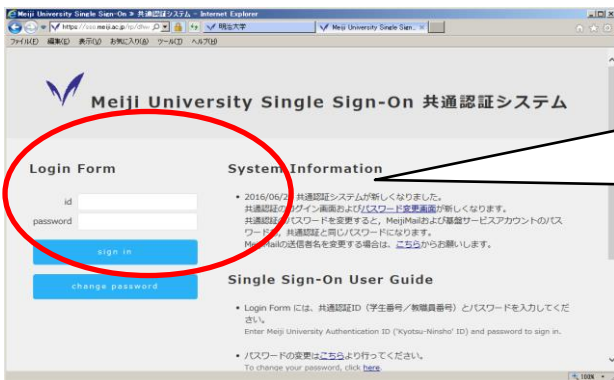 Meiji University Single Sign-On > 共通認証システム - Internet Explorer
明治大学
Meiji University Single Sign...
ファイル(F) 編集(E) 表示(V) お気に入り(A) ツール(T) ヘルプ(H)
Meiji University Single Sign-On 共通認証システム
Login Form
id
password
sign in
change password
System Information
• 2016/06/2 共通認証システムが新しくなりました。
共通認証のログイン画面およびパスワード変更画面が新しくなります。
共通認証のパスワードを変更すると、MeijiMailおよび基盤サービスアカウントのパス
ワードも、共通認証と同じパスワードになります。
MeijiMailの送信者名を変更する場合は、こちらからお願いします。
Single Sign-On User Guide
• Login Form には、共通認証ID（学生番号／教職員番号）とパスワードを入力してくだ
さい。
Enter Meiji University Authentication ID ('Kyotsu-Ninsho' ID) and password to sign in.
• パスワードの変更はこちらより行ってください。
To change your password, click here.
100%